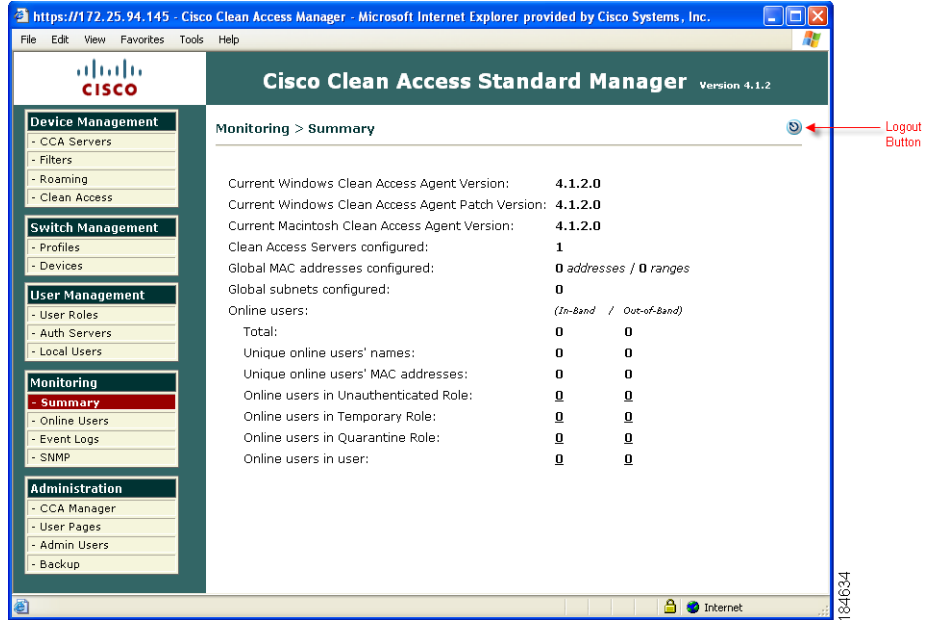 https://172.25.94.145 - Cisco Clean Access Manager - Microsoft Internet Explorer provided by Cisco Systems, Inc.
File Edit View Favorites Tools Help
CISCO
Cisco Clean Access Standard Manager Version 4.1.2
Device Management
- CCA Servers
- Filters
- Roaming
- Clean Access
Switch Management
- Profiles
- Devices
User Management
- User Roles
- Auth Servers
- Local Users
Monitoring
- Summary
- Online Users
- Event Logs
- SNMP
Administration
- CCA Manager
- User Pages
- Admin Users
- Backup
Monitoring > Summary
Logout
Button
Current Windows Clean Access Agent Version: 4.1.2.0
Current Windows Clean Access Agent Patch Version: 4.1.2.0
Current Macintosh Clean Access Agent Version: 4.1.2.0
Clean Access Servers configured: 1
Global MAC addresses configured: 0 addresses / 0 ranges
Global subnets configured: 0
Online users: (In-Band / Out-of-Band)
Total: 0 0
Unique online users' names: 0 0
Unique online users' MAC addresses: 0 0
Online users in Unauthenticated Role: 0 0
Online users in Temporary Role: 0 0
Online users in Quarantine Role: 0 0
Online users in user: 0 0
Internet
184634